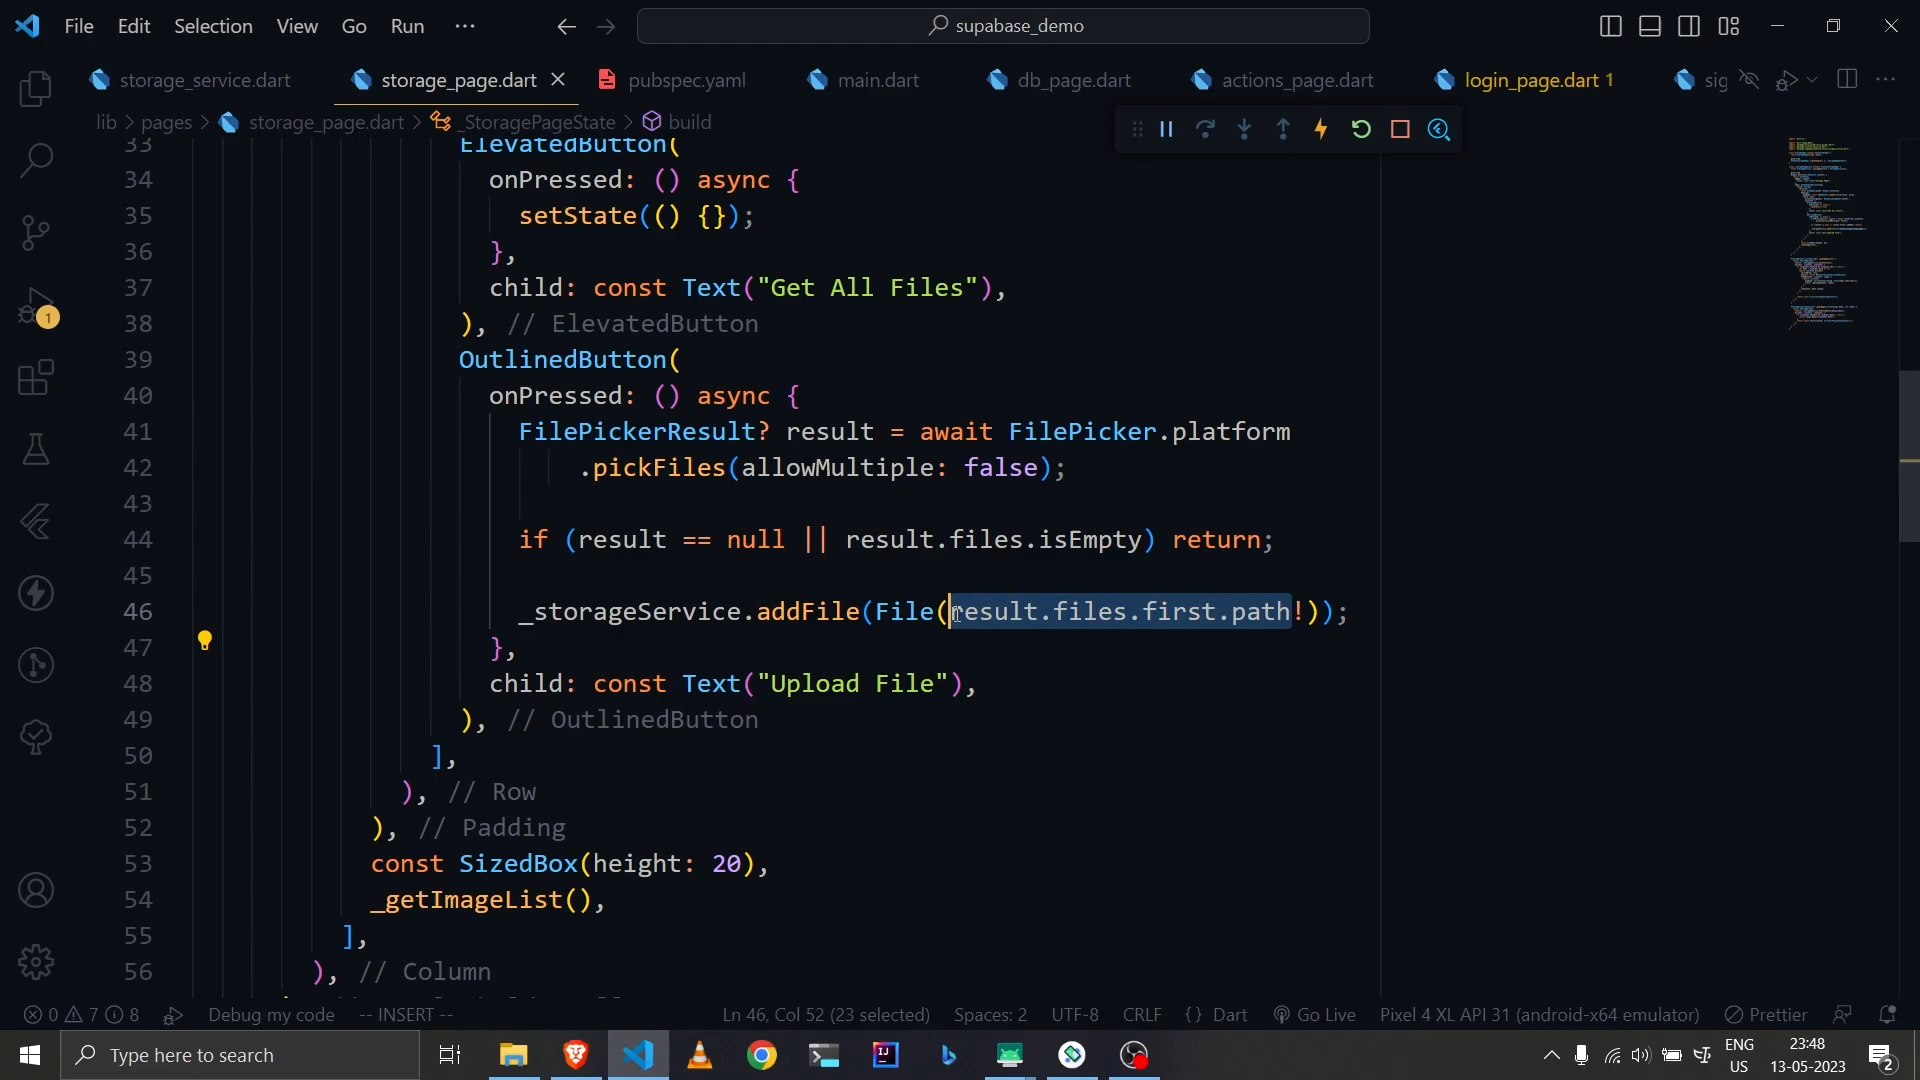 File Edit Selection View Go Run ···
supabase_demo
storage_service.dart storage_page.dart pubspec.yaml main.dart db_page.dart actions_page.dart login_page.dart 1 sig
lib > pages > storage_page.dart > _StoragePageState > build
33 ElevatedButton(
34 onPressed: () async {
35 setState(() {});
36 },
37 child: const Text("Get All Files"),
38 ), // ElevatedButton
39 OutlinedButton(
40 onPressed: () async {
41 FilePickerResult? result = await FilePicker.platform
42 .pickFiles(allowMultiple: false);
43
44 if (result == null || result.files.isEmpty) return;
45
46 _storageService.addFile(File(result.files.first.path!));
47 },
48 child: const Text("Upload File"),
49 ), // OutlinedButton
50 ],
51 ), // Row
52 ), // Padding
53 const SizedBox(height: 20),
54 _getImageList(),
55 ],
56 ), // Column
1
0 7 8 Debug my code -- INSERT -- Ln 46, Col 52 (23 selected) Spaces: 2 UTF-8 CRLF {} Dart Go Live Pixel 4 XL API 31 (android-x64 emulator) Prettier
Type here to search
ENG
US
23:48
13-05-2023
2